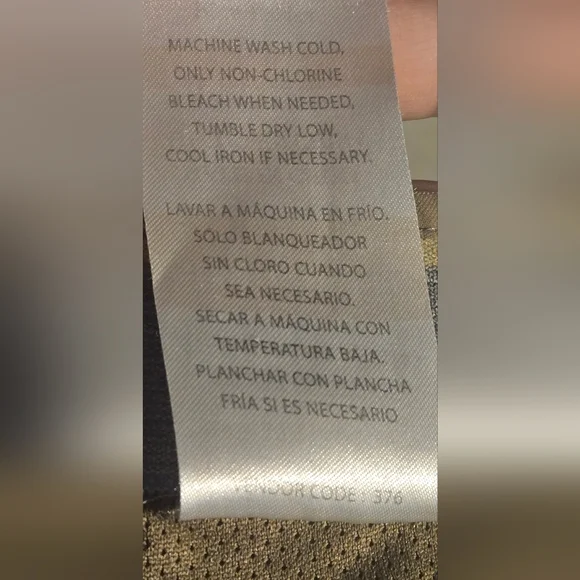 MACHINE WASH COLD,
ONLY NON-CHLORINE
BLEACH WHEN NEEDED,
TUMBLE DRY LOW,
COOL IRON IF NECESSARY.
LAVAR A MÁQUINA EN FRÍO.
SOLO BLANQUEADOR
SIN CLORO CUANDO
SEA NECESARIO.
SECAR A MÁQUINA CON
TEMPERATURA BAJA.
PLANCHAR CON PLANCHA
FRÍA SI ES NECESARIO
VENDOR CODE : 376